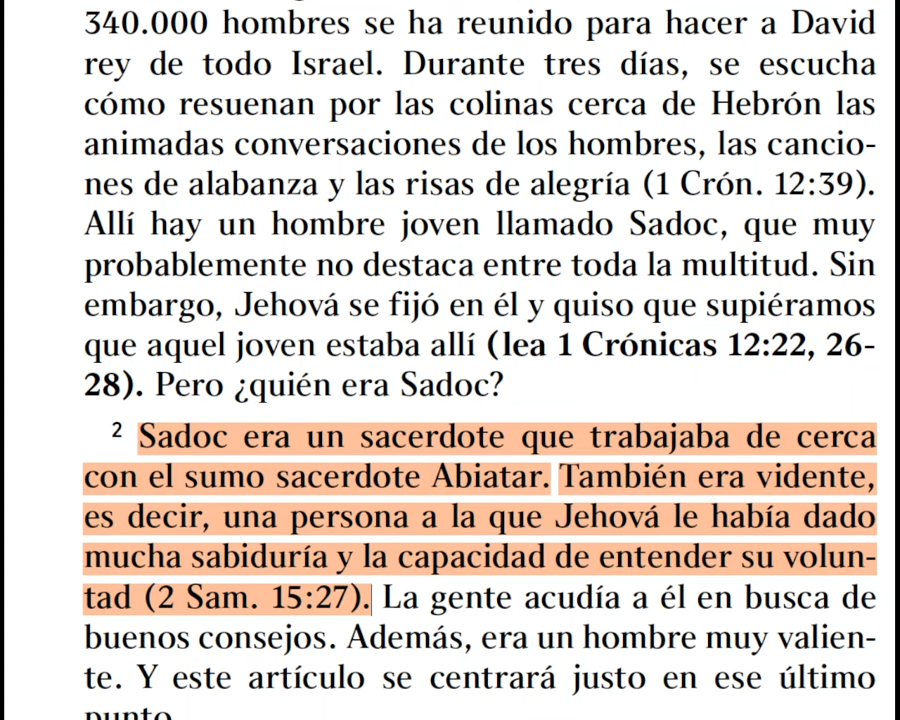 340.000 hombres se ha reunido para hacer a David
rey de todo Israel. Durante tres días, se escucha
cómo resuenan por las colinas cerca de Hebrón las
animadas conversaciones de los hombres, las cancio-
nes de alabanza y las risas de alegría (1 Crón. 12:39).
Allí hay un hombre joven llamado Sadoc, que muy
probablemente no destaca entre toda la multitud. Sin
embargo, Jehová se fijó en él y quiso que supiéramos
que aquel joven estaba allí (lea 1 Crónicas 12:22, 26-
28). Pero ¿quién era Sadoc?
2 Sadoc era un sacerdote que trabajaba de cerca
con el sumo sacerdote Abiatar. También era vidente,
es decir, una persona a la que Jehová le había dado
mucha sabiduría y la capacidad de entender su volun-
tad (2 Sam. 15:27). La gente acudía a él en busca de
buenos consejos. Además, era un hombre muy valien-
te. Y este artículo se centrará justo en ese último
punto.